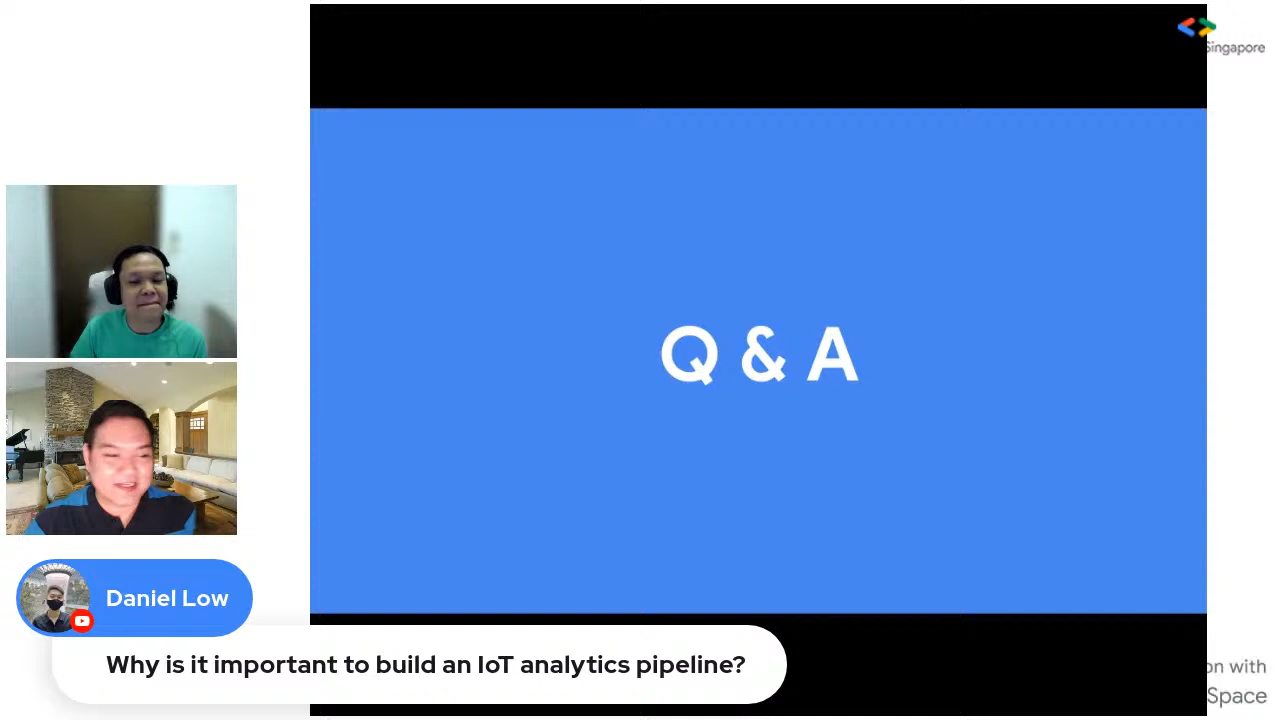 Singapore
Q & A
Daniel Low
Why is it important to build an IoT analytics pipeline?
on with
Space